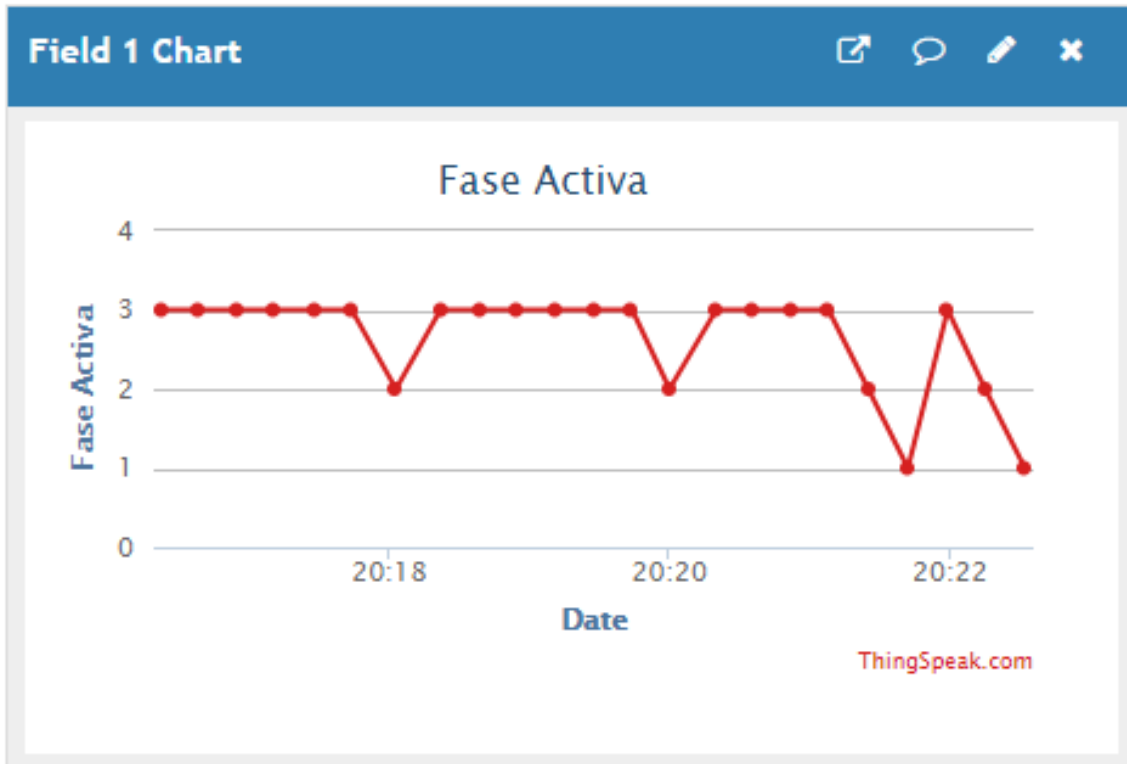 Field 1 Chart
Fase Activa
Fase Activa
4
3
2
1
0
20:18 20:20 20:22
Date
ThingSpeak.com